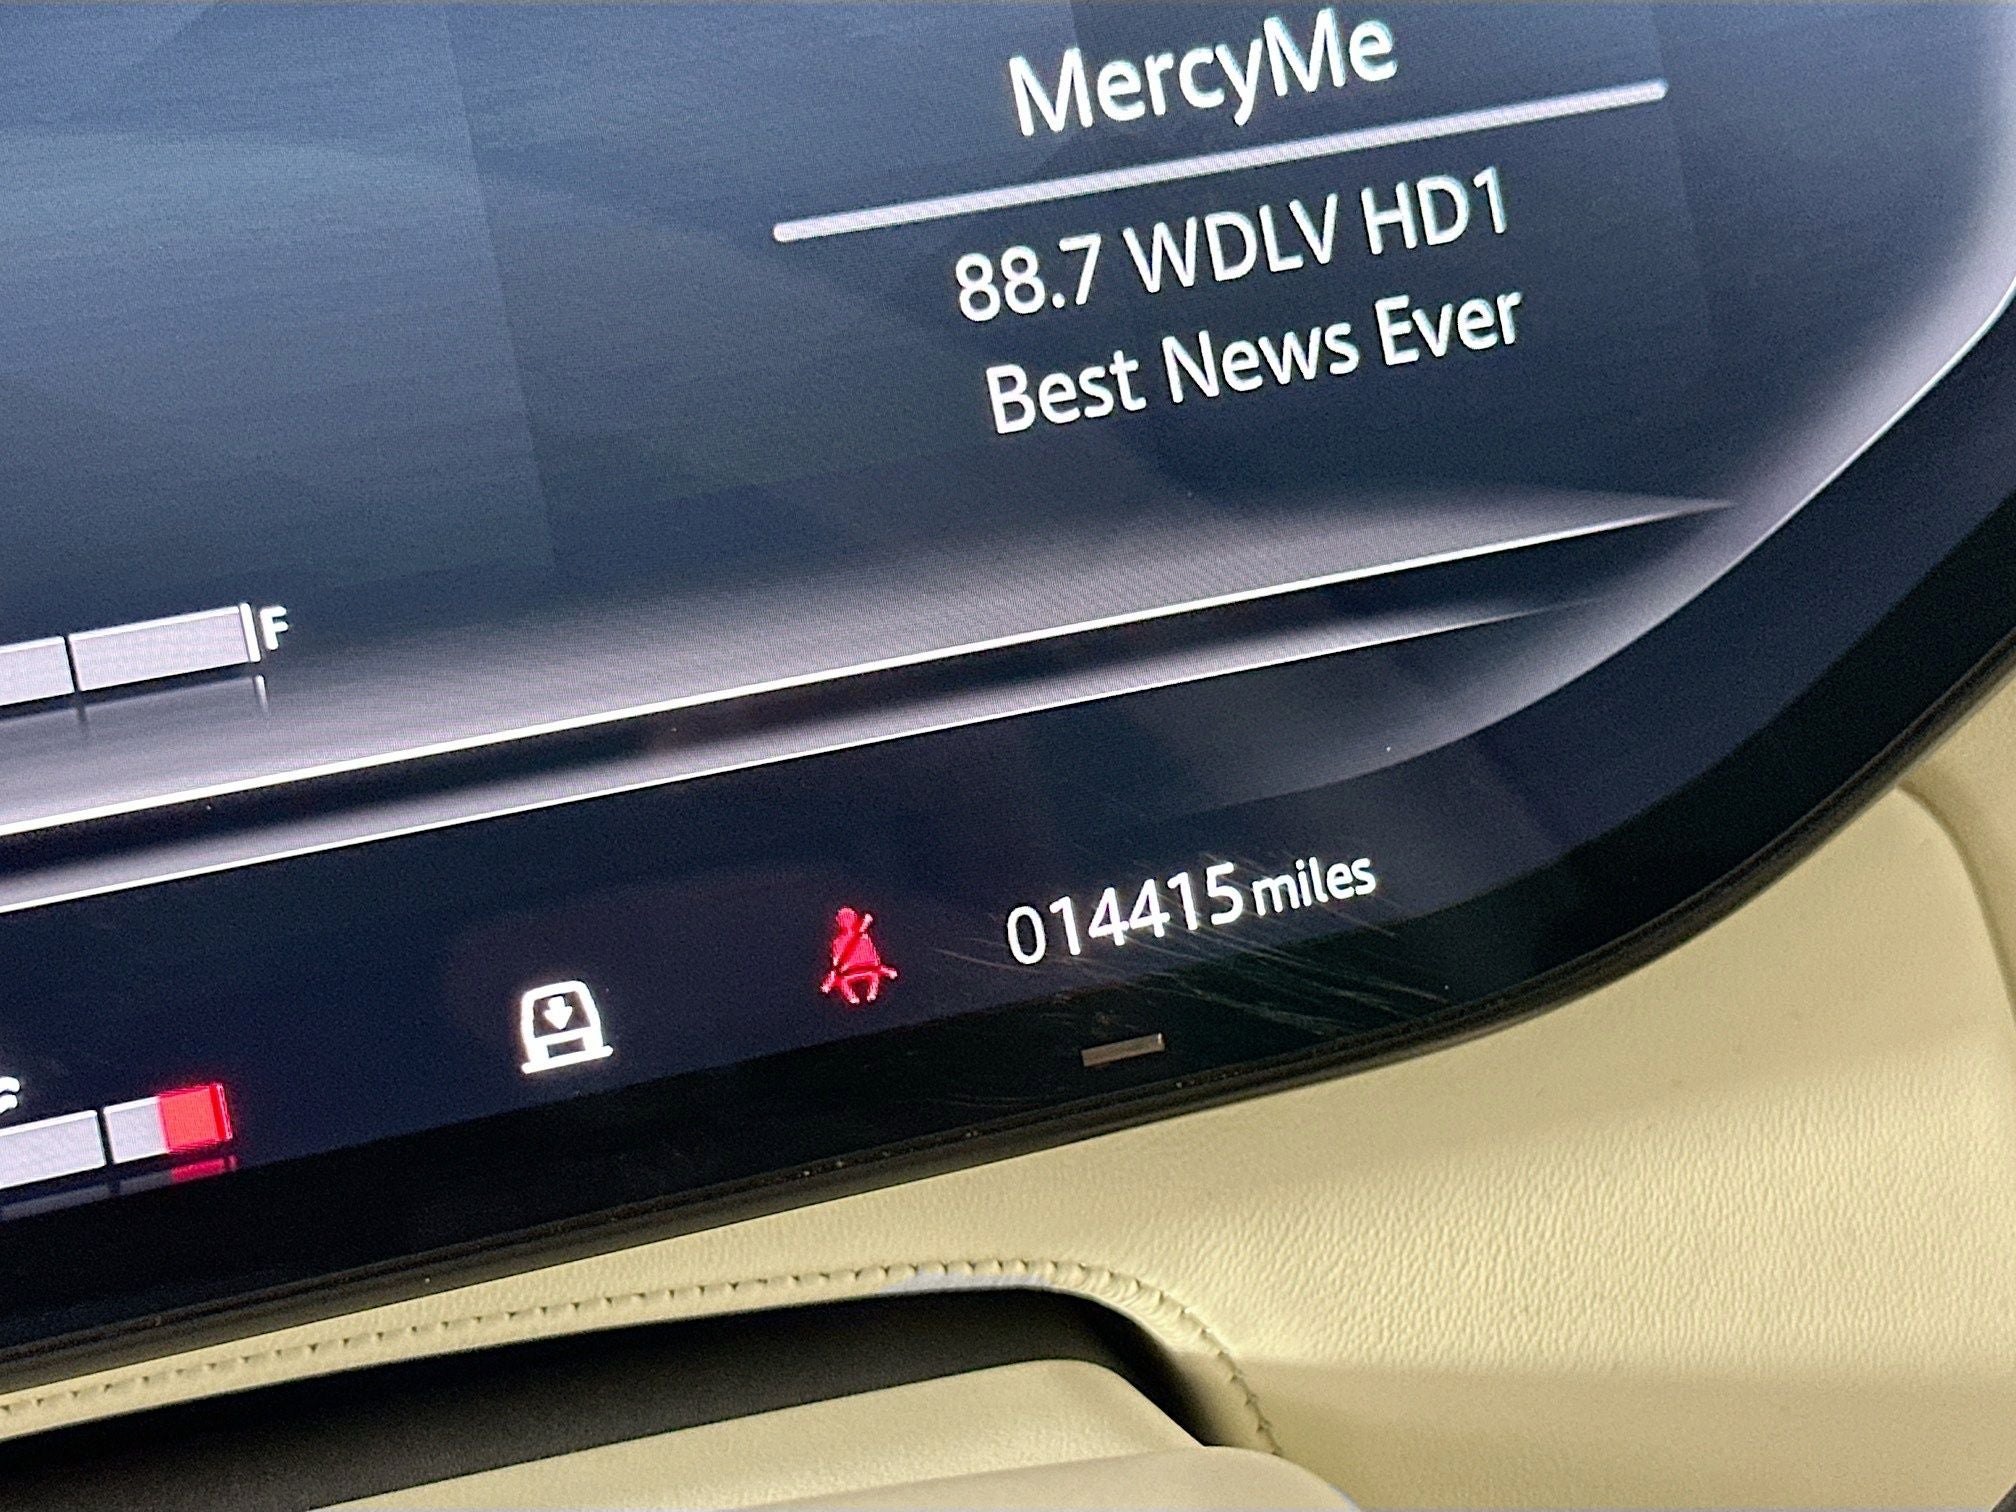 MercyMe
88.7 WDLV HD1
Best News Ever
F
014415 miles